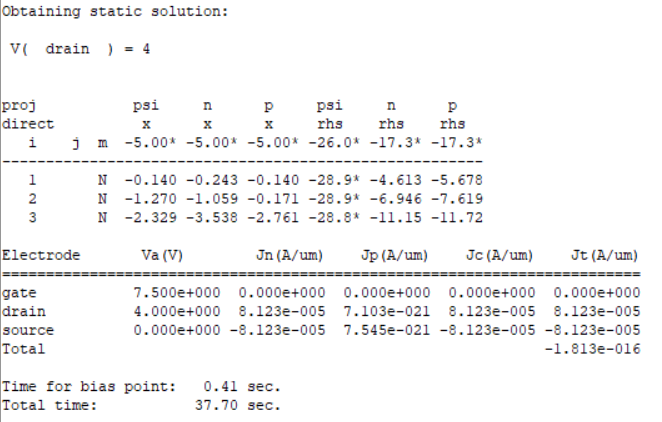 Obtaining static solution:
V( drain ) = 4
proj psi n p psi n p
direct x x x rhs rhs rhs
i j m -5.00* -5.00* -5.00* -26.0* -17.3* -17.3*
-------------------------------------------------------
1 N -0.140 -0.243 -0.140 -28.9* -4.613 -5.678
2 N -1.270 -1.059 -0.171 -28.9* -6.946 -7.619
3 N -2.329 -3.538 -2.761 -28.8* -11.15 -11.72
Electrode Va(V) Jn(A/um) Jp(A/um) Jc(A/um) Jt(A/um)
=========================================================================
gate 7.500e+000 0.000e+000 0.000e+000 0.000e+000 0.000e+000
drain 4.000e+000 8.123e-005 7.103e-021 8.123e-005 8.123e-005
source 0.000e+000 -8.123e-005 7.545e-021 -8.123e-005 -8.123e-005
Total -1.813e-016
Time for bias point: 0.41 sec.
Total time: 37.70 sec.